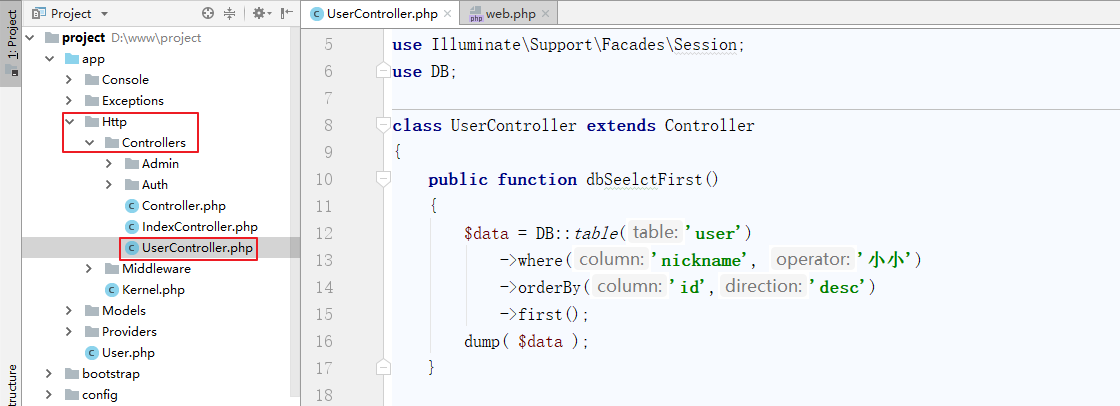 1: Project
Project
project D:\www\project
app
Console
Exceptions
Http
Controllers
Admin
Auth
Controller.php
IndexController.php
UserController.php
Middleware
Kernel.php
Models
Providers
User.php
bootstrap
config
ructure
UserController.php web.php
5 use Illuminate\Support\Facades\Session;
6 use DB;
7
8 class UserController extends Controller
9 {
10 public function dbSeelctFirst()
11 {
12 $data = DB::table( table: 'user')
13 ->where( column: 'nickname', operator: '小小')
14 ->orderBy( column: 'id', direction: 'desc')
15 ->first();
16 dump( $data );
17 }
18